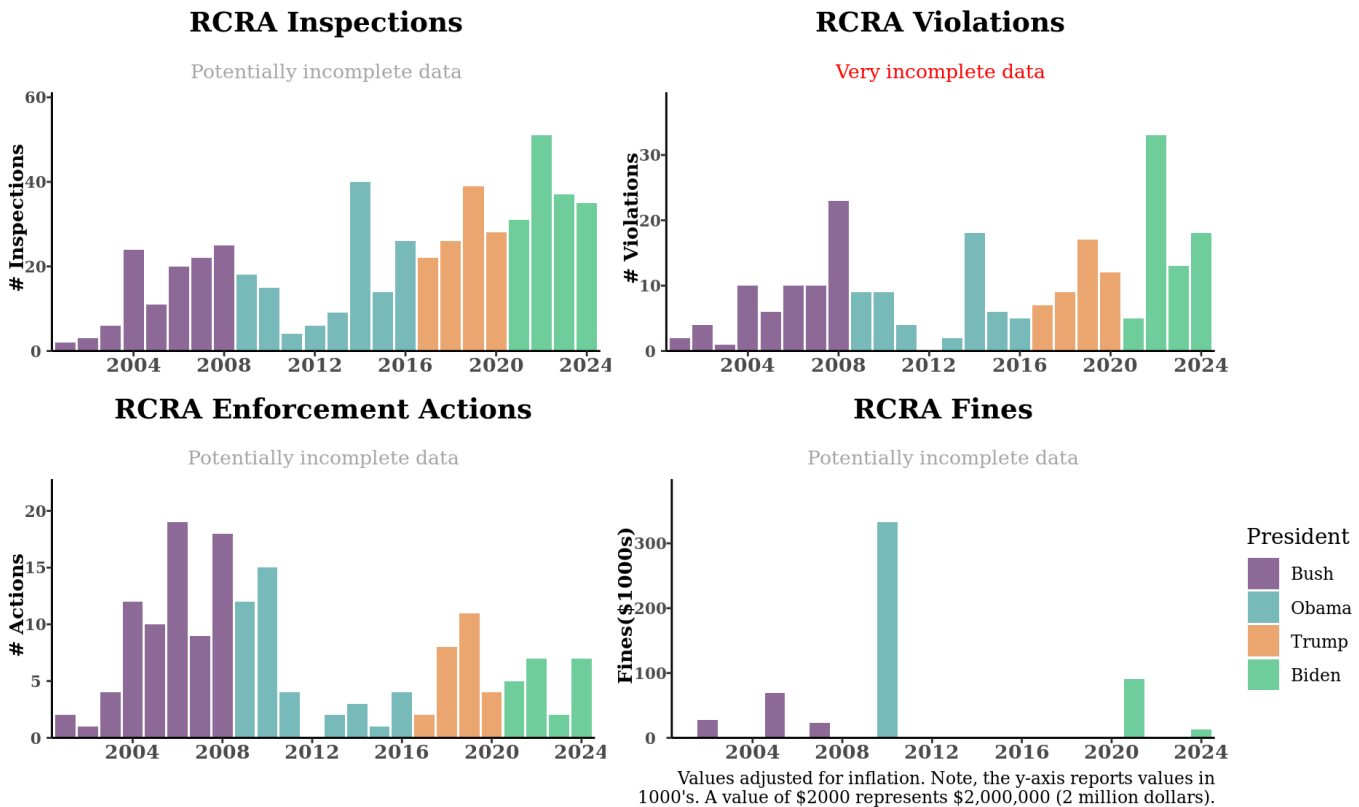 RCRA Inspections
Potentially incomplete data
# Inspections
60
40
20
0
2004 2008 2012 2016 2020 2024
RCRA Violations
Very incomplete data
# Violations
30
20
10
0
2004 2008 2012 2016 2020 2024
RCRA Enforcement Actions
Potentially incomplete data
# Actions
20
15
10
5
0
2004 2008 2012 2016 2020 2024
RCRA Fines
Potentially incomplete data
Fines($1000s)
300
200
100
0
2004 2008 2012 2016 2020 2024
Values adjusted for inflation. Note, the y-axis reports values in
1000's. A value of $2000 represents $2,000,000 (2 million dollars).
President
Bush
Obama
Trump
Biden